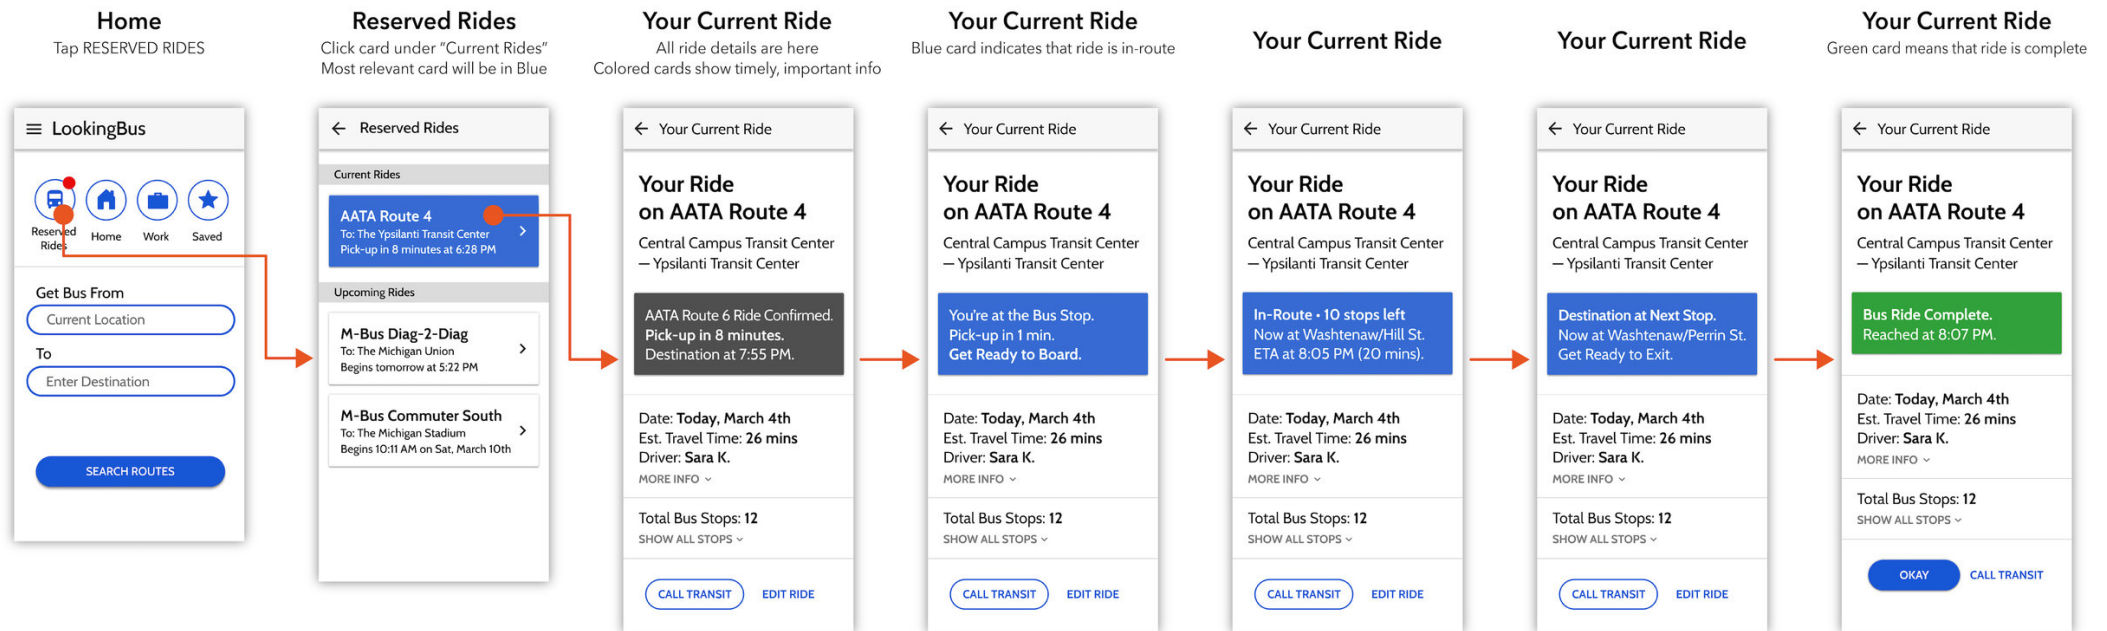 Home
Tap RESERVED RIDES
LookingBus
Reserved
Rides
Home
Work
Saved
Get Bus From
Current Location
To
Enter Destination
SEARCH ROUTES
Reserved Rides
Click card under "Current Rides"
Most relevant card will be in Blue
Reserved Rides
Current Rides
AATA Route 4
To: The Ypsilanti Transit Center
Pick-up in 8 minutes at 6:28 PM
Upcoming Rides
M-Bus Diag-2-Diag
To: The Michigan Union
Begins tomorrow at 5:22 PM
M-Bus Commuter South
To: The Michigan Stadium
Begins 10:11 AM on Sat, March 10th
Your Current Ride
All ride details are here
Colored cards show timely, important info
Your Current Ride
Your Ride
on AATA Route 4
Central Campus Transit Center
— Ypsilanti Transit Center
AATA Route 6 Ride Confirmed.
Pick-up in 8 minutes.
Destination at 7:55 PM.
Date: Today, March 4th
Est. Travel Time: 26 mins
Driver: Sara K.
MORE INFO
Total Bus Stops: 12
SHOW ALL STOPS
CALL TRANSIT EDIT RIDE
Your Current Ride
Blue card indicates that ride is in-route
Your Current Ride
Your Ride
on AATA Route 4
Central Campus Transit Center
— Ypsilanti Transit Center
You're at the Bus Stop.
Pick-up in 1 min.
Get Ready to Board.
Date: Today, March 4th
Est. Travel Time: 26 mins
Driver: Sara K.
MORE INFO
Total Bus Stops: 12
SHOW ALL STOPS
CALL TRANSIT EDIT RIDE
Your Current Ride
Your Current Ride
Your Ride
on AATA Route 4
Central Campus Transit Center
— Ypsilanti Transit Center
In-Route • 10 stops left
Now at Washtenaw/Hill St.
ETA at 8:05 PM (20 mins).
Date: Today, March 4th
Est. Travel Time: 26 mins
Driver: Sara K.
MORE INFO
Total Bus Stops: 12
SHOW ALL STOPS
CALL TRANSIT EDIT RIDE
Your Current Ride
Your Current Ride
Your Ride
on AATA Route 4
Central Campus Transit Center
— Ypsilanti Transit Center
Destination at Next Stop.
Now at Washtenaw/Perrin St.
Get Ready to Exit.
Date: Today, March 4th
Est. Travel Time: 26 mins
Driver: Sara K.
MORE INFO
Total Bus Stops: 12
SHOW ALL STOPS
CALL TRANSIT EDIT RIDE
Your Current Ride
Green card means that ride is complete
Your Current Ride
Your Ride
on AATA Route 4
Central Campus Transit Center
— Ypsilanti Transit Center
Bus Ride Complete.
Reached at 8:07 PM.
Date: Today, March 4th
Est. Travel Time: 26 mins
Driver: Sara K.
MORE INFO
Total Bus Stops: 12
SHOW ALL STOPS
OKAY CALL TRANSIT